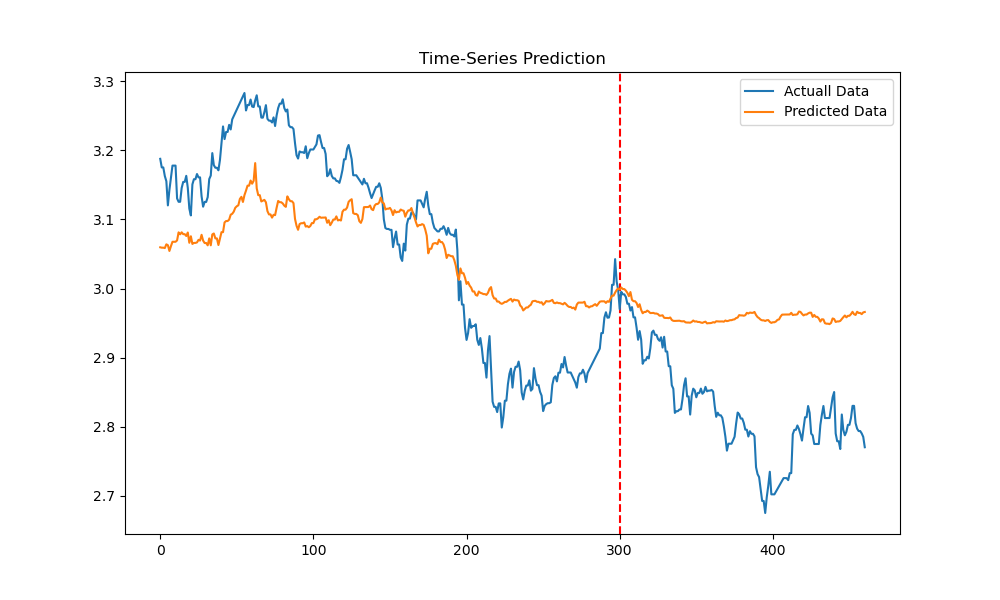 Time-Series Prediction
Actuall Data
Predicted Data
3.3
3.2
3.1
3.0
2.9
2.8
2.7
0 100 200 300 400